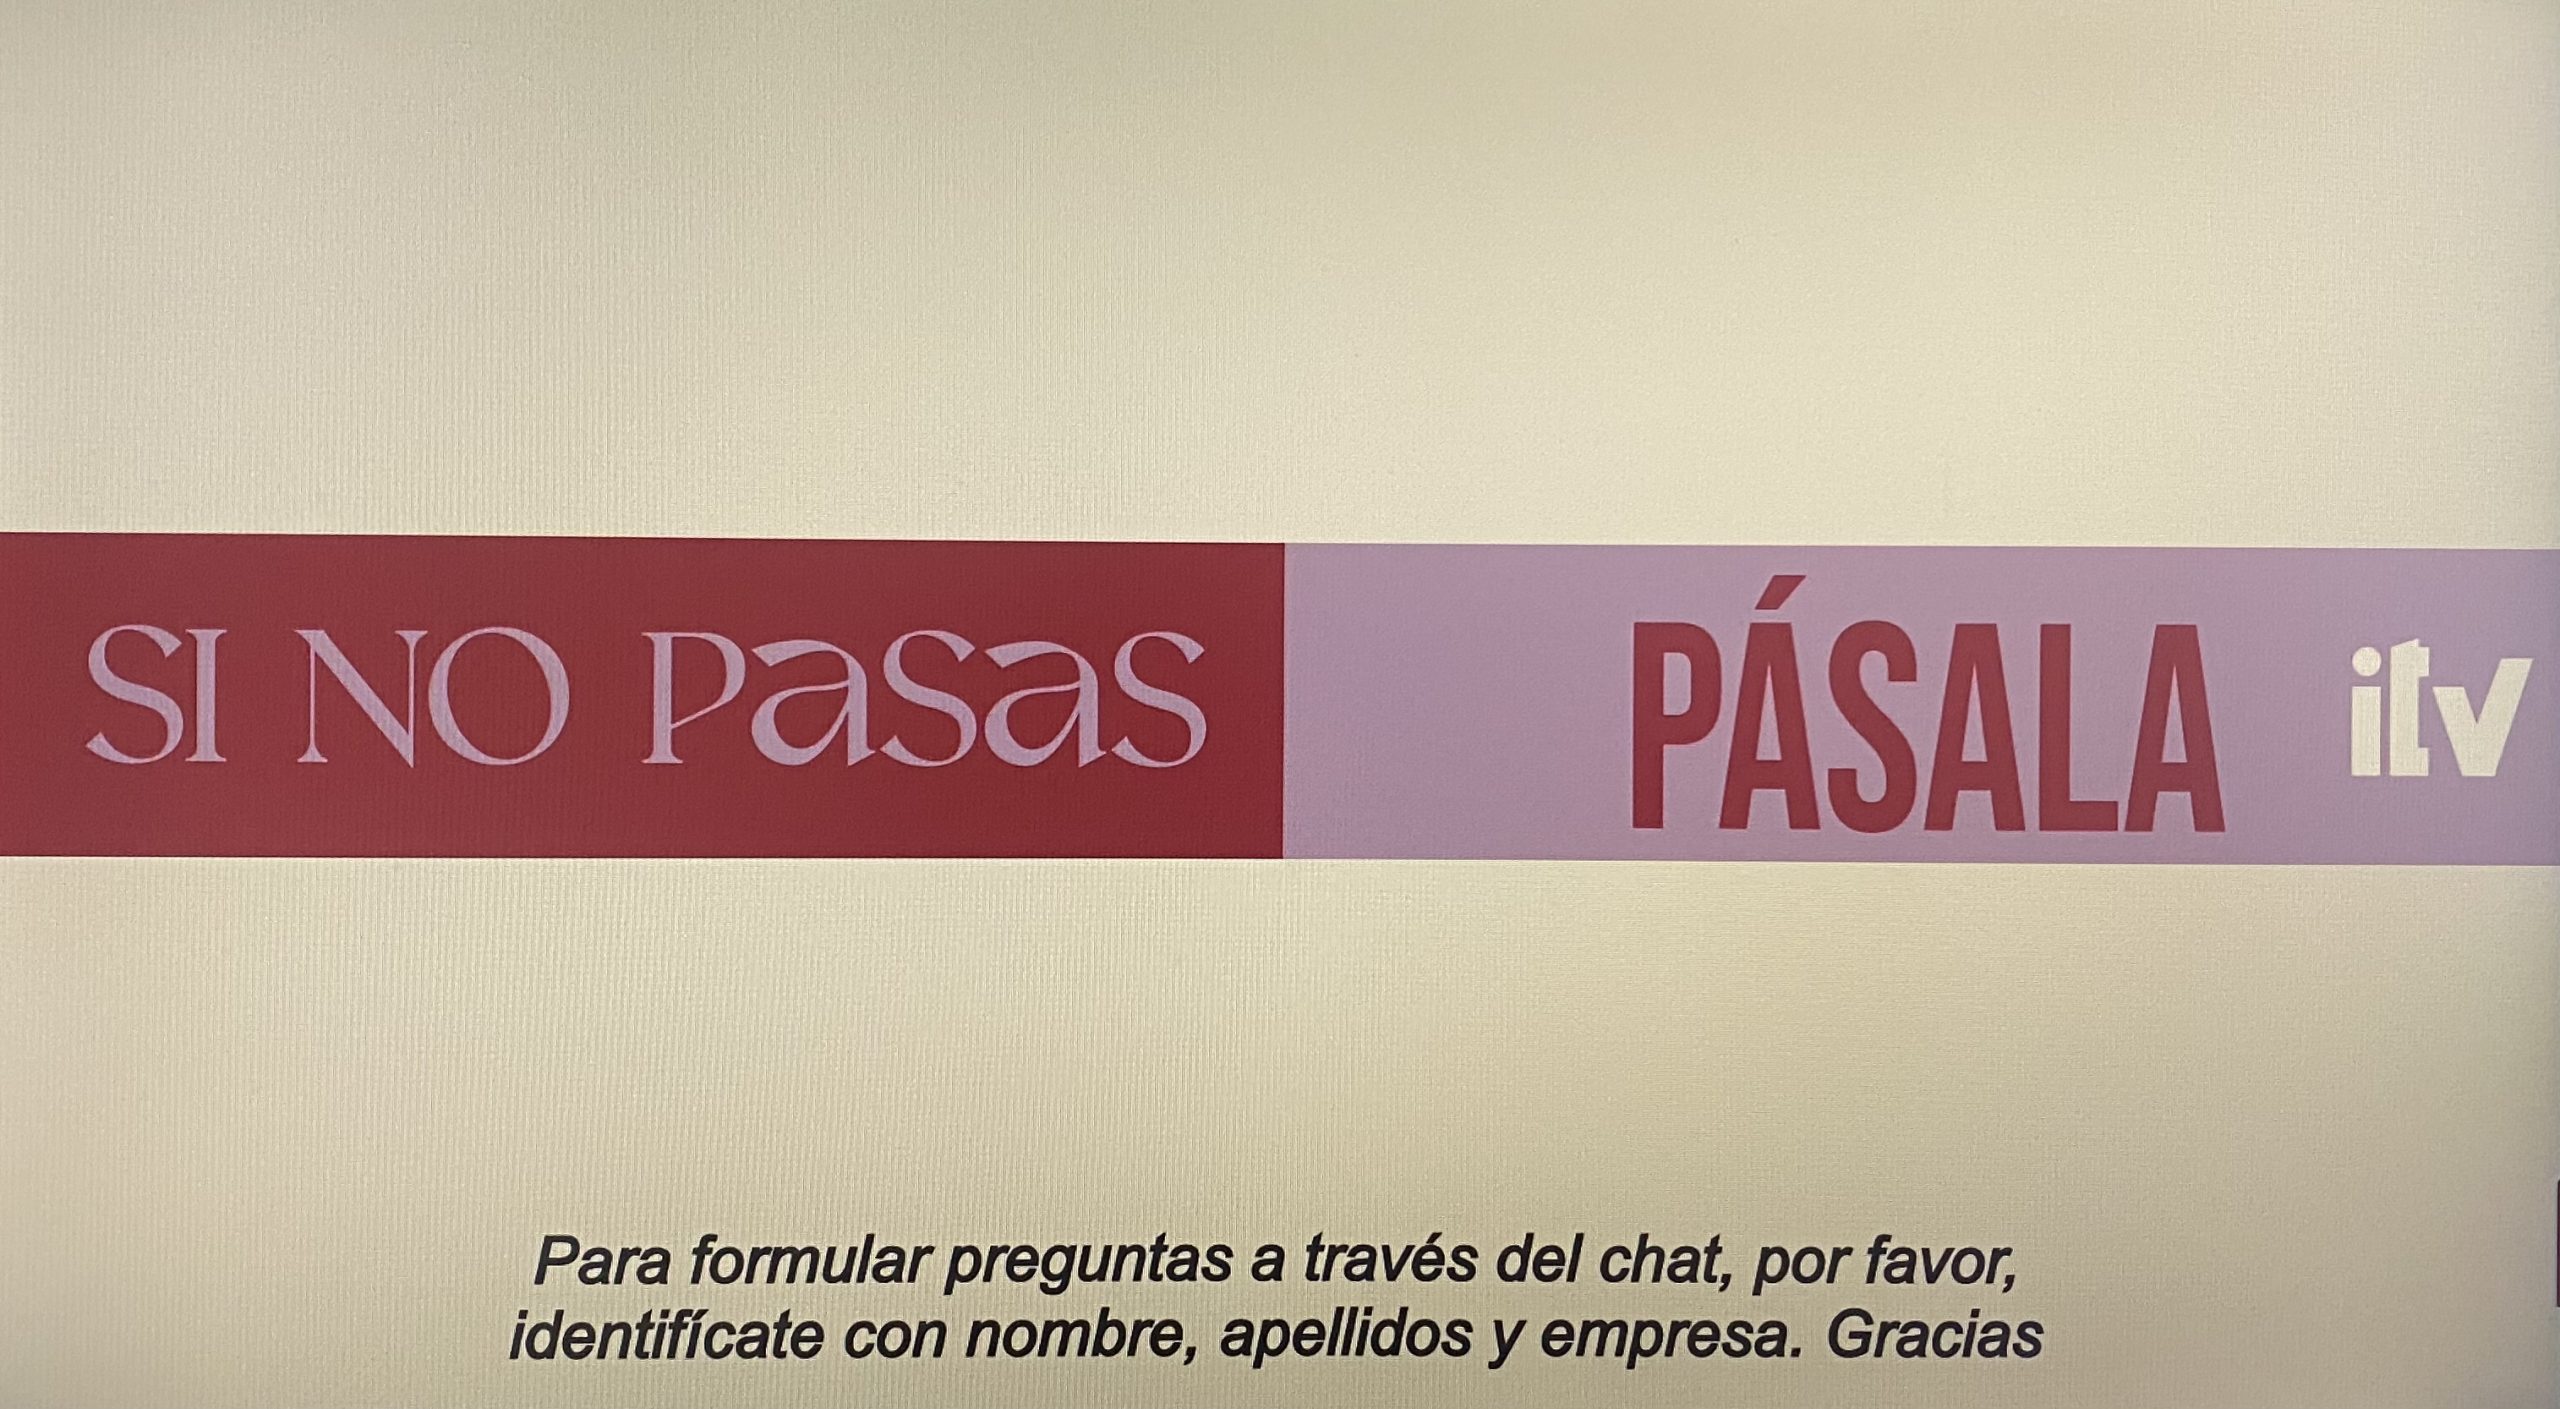 SI NO Pasas PÁSALA itv
Para formular preguntas a través del chat, por favor,
identifícate con nombre, apellidos y empresa. Gracias